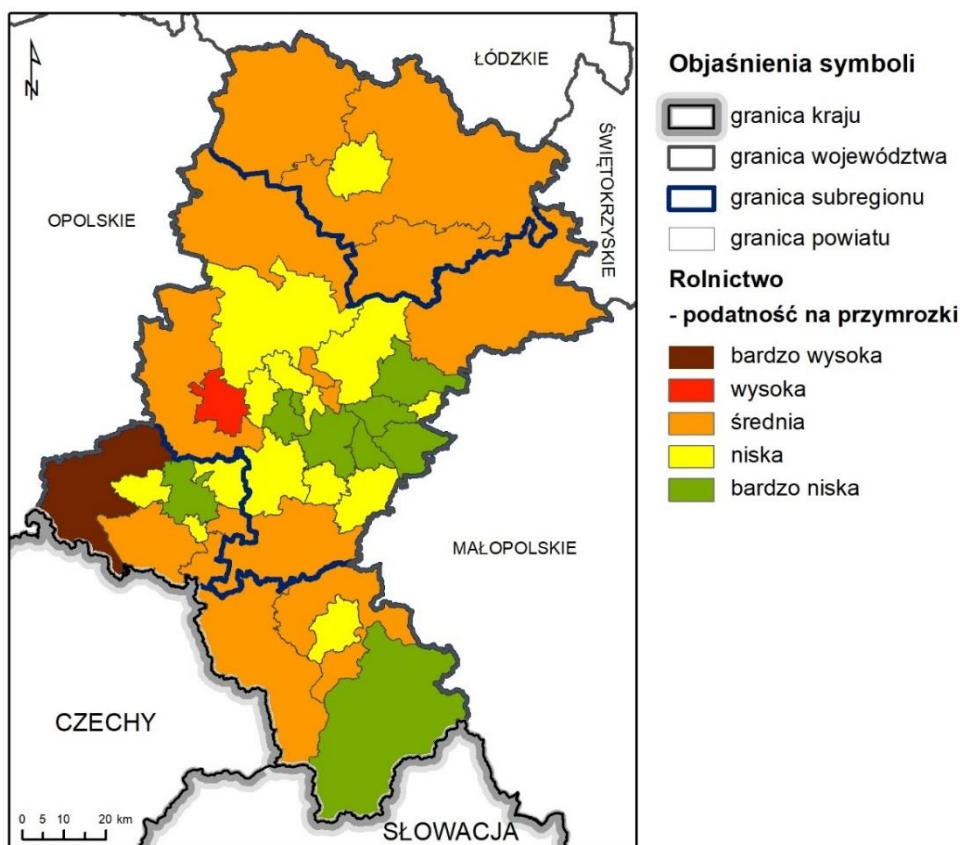 N
ŁÓDZKIE
ŚWIĘTOKRZYSKIE
OPOLSKIE
MAŁOPOLSKIE
CZECHY
SŁOWACJA
0 5 10 20 km
Objaśnienia symboli
granica kraju
granica województwa
granica subregionu
granica powiatu
Rolnictwo
- podatność na przymrozki
bardzo wysoka
wysoka
średnia
niska
bardzo niska